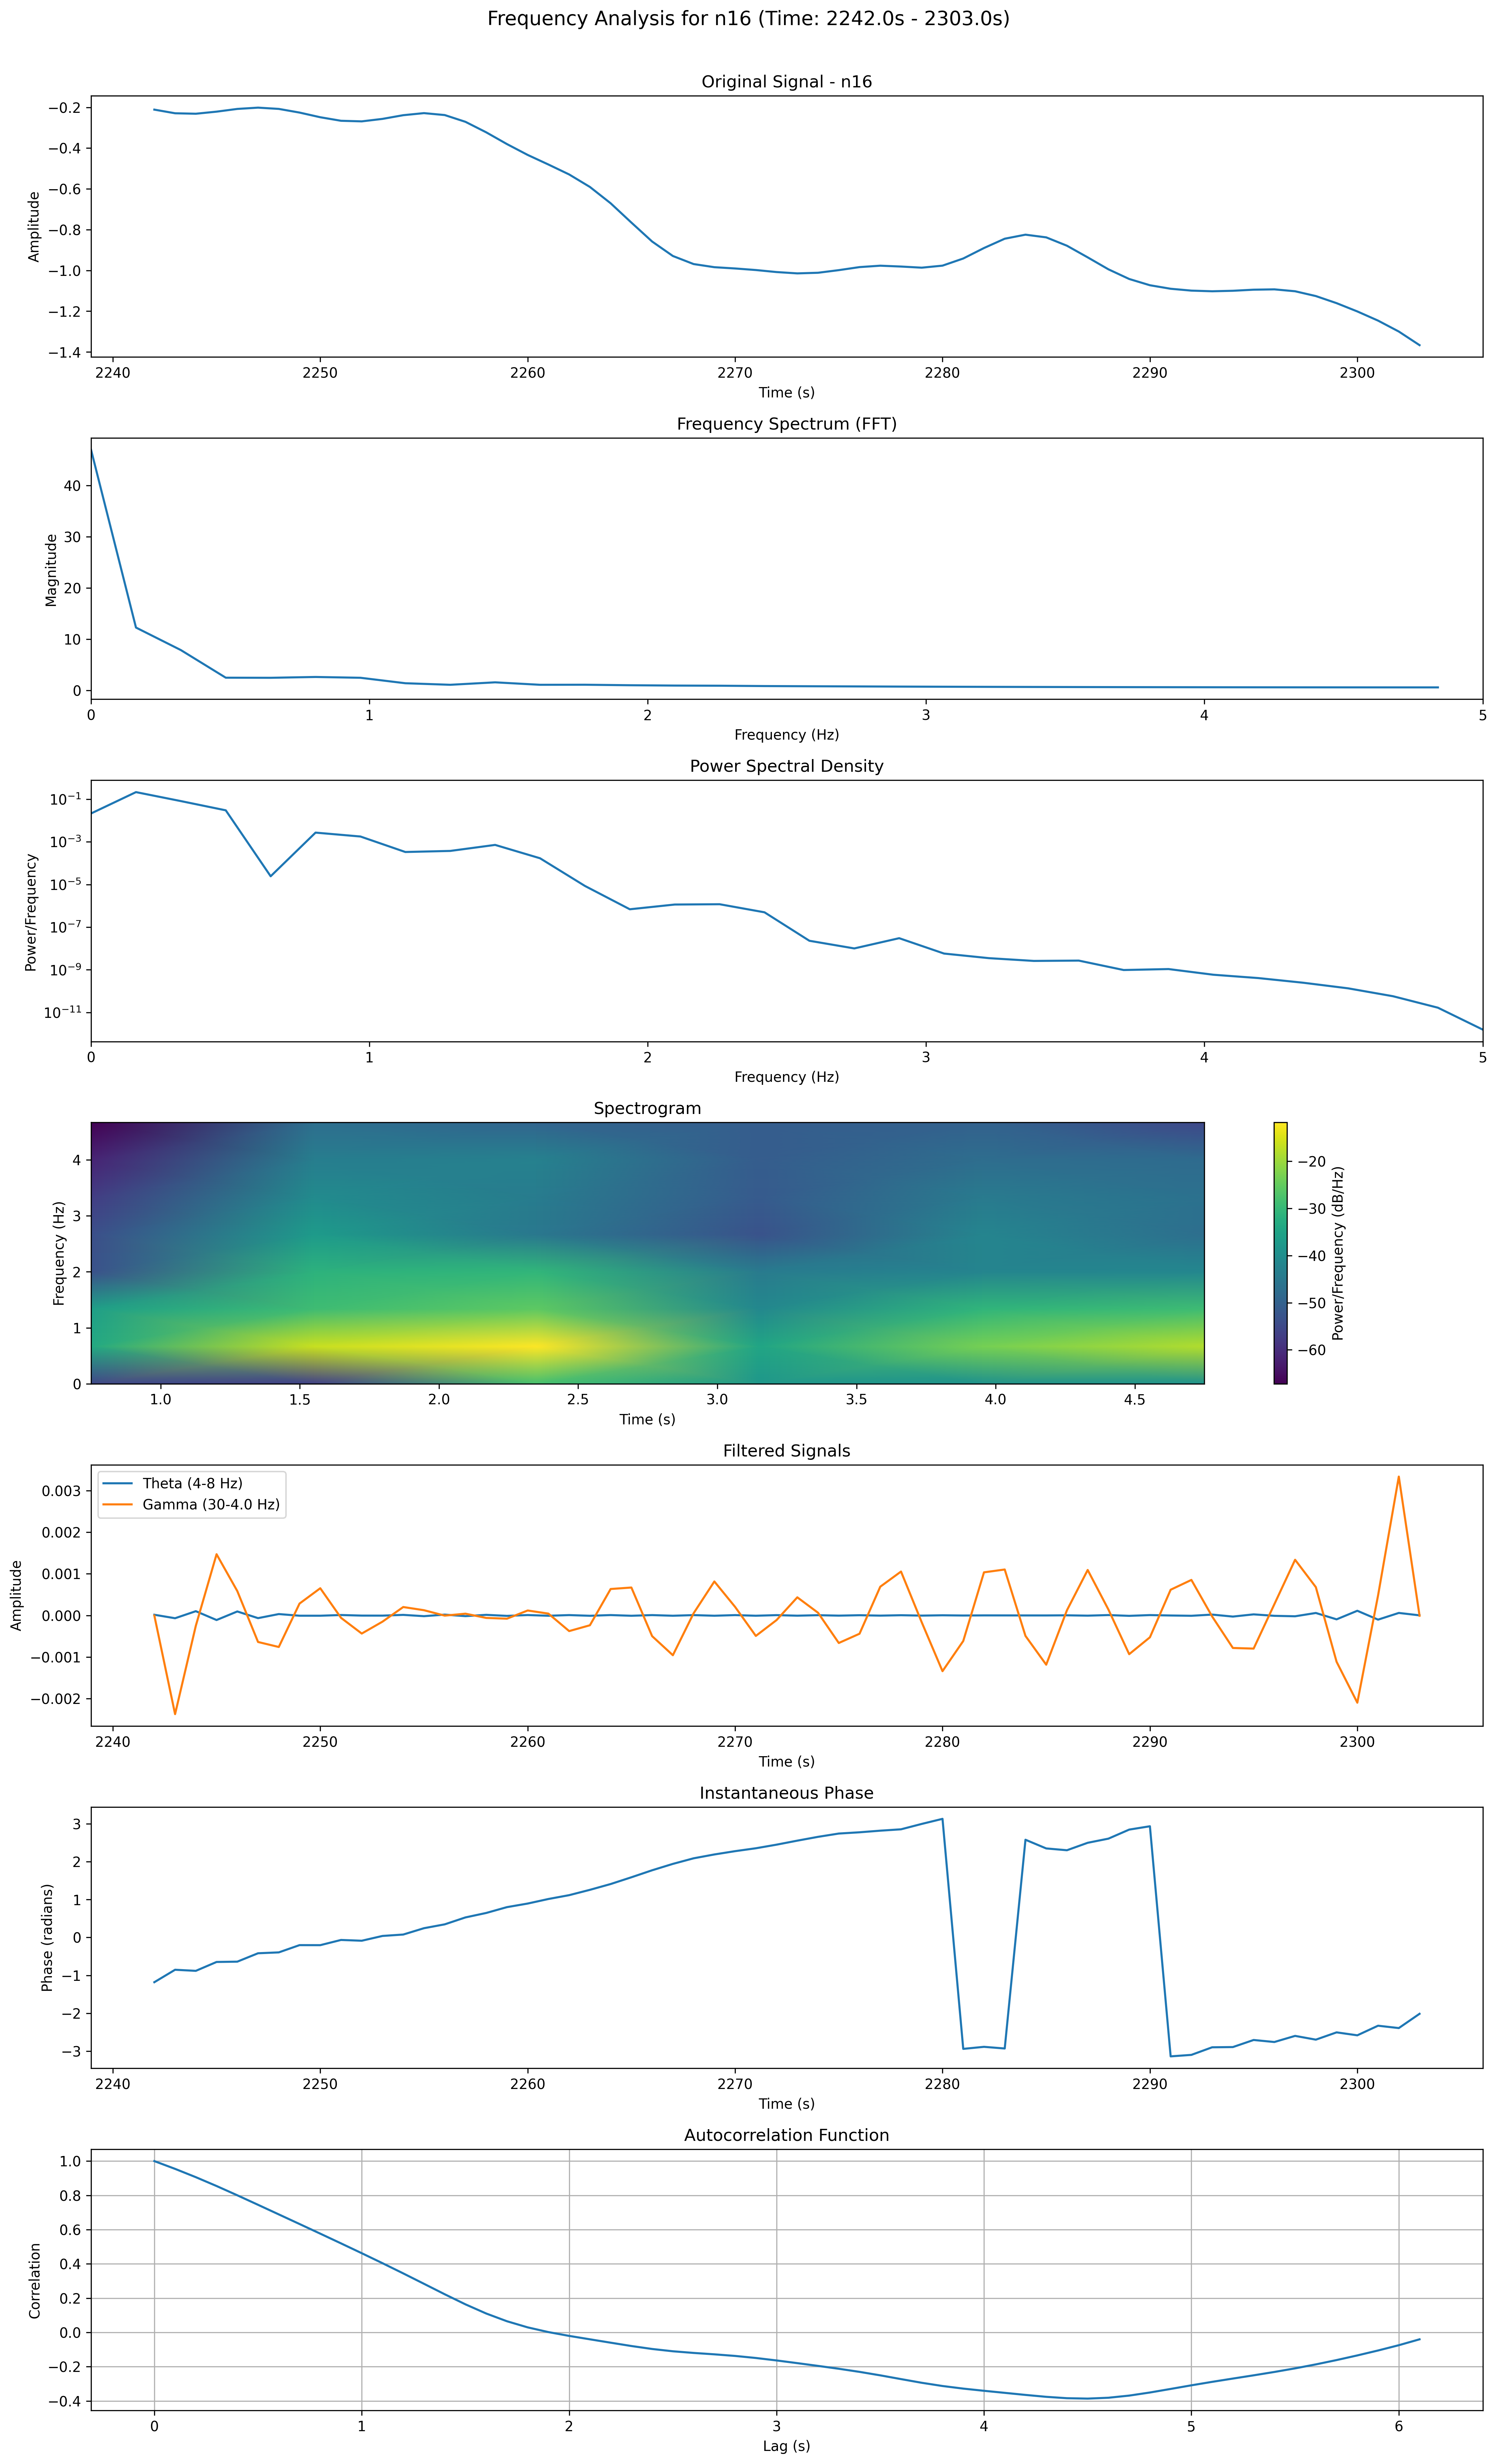 Frequency Analysis for n16 (Time: 2242.0s - 2303.0s)
Original Signal - n16
Amplitude
−0.2
−0.4
−0.6
−0.8
−1.0
−1.2
−1.4
2240 2250 2260 2270 2280 2290 2300
Time (s)
Frequency Spectrum (FFT)
Magnitude
40
30
20
10
0
0 1 2 3 4 5
Frequency (Hz)
Power Spectral Density
Power/Frequency
10−1
10−3
10−5
10−7
10−9
10−11
0 1 2 3 4 5
Frequency (Hz)
Spectrogram
Frequency (Hz)
4
3
2
1
0
1.0 1.5 2.0 2.5 3.0 3.5 4.0 4.5
Time (s)
−20
−30
−40
−50
−60
Power/Frequency (dB/Hz)
Filtered Signals
Theta (4-8 Hz)
Gamma (30-4.0 Hz)
Amplitude
0.003
0.002
0.001
0.000
−0.001
−0.002
2240 2250 2260 2270 2280 2290 2300
Time (s)
Instantaneous Phase
Phase (radians)
3
2
1
0
−1
−2
−3
2240 2250 2260 2270 2280 2290 2300
Time (s)
Autocorrelation Function
Correlation
1.0
0.8
0.6
0.4
0.2
0.0
−0.2
−0.4
0 1 2 3 4 5 6
Lag (s)